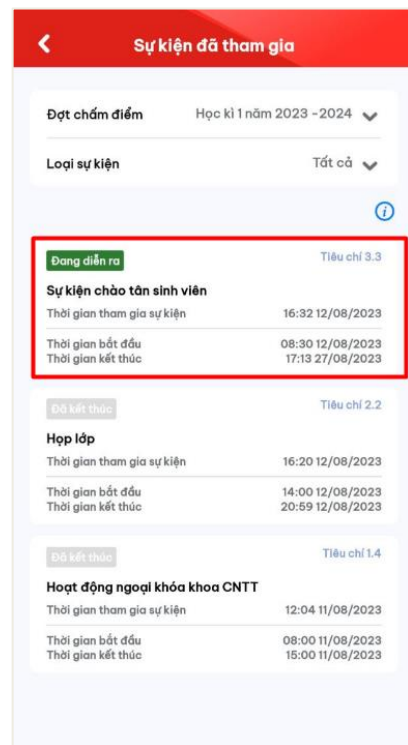 Sự kiện đã tham gia
Đợt chấm điểm Học kì 1 năm 2023 -2024
Loại sự kiện Tất cả
Đang diễn ra Tiêu chí 3.3
Sự kiện chào tân sinh viên
Thời gian tham gia sự kiện 16:32 12/08/2023
Thời gian bắt đầu 08:30 12/08/2023
Thời gian kết thúc 17:13 27/08/2023
Đã kết thúc Tiêu chí 2.2
Họp lớp
Thời gian tham gia sự kiện 16:20 12/08/2023
Thời gian bắt đầu 14:00 12/08/2023
Thời gian kết thúc 20:59 12/08/2023
Đã kết thúc Tiêu chí 1.4
Hoạt động ngoại khóa khoa CNTT
Thời gian tham gia sự kiện 12:04 11/08/2023
Thời gian bắt đầu 08:00 11/08/2023
Thời gian kết thúc 15:00 11/08/2023